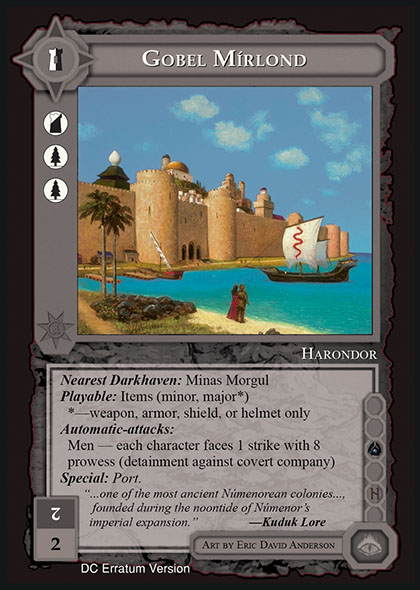 Gobel Mírlond
Harondor
Nearest Darkhaven: Minas Morgul
Playable: Items (minor, major*)
*—weapon, armor, shield, or helmet only
Automatic-attacks:
Men — each character faces 1 strike with 8
prowess (detainment against covert company)
Special: Port.
“...one of the most ancient Númenorean colonies...,
founded during the noontide of Númenor’s
imperial expansion.” —Kuduk Lore
2
2
Art by Eric David Anderson
DC Erratum Version